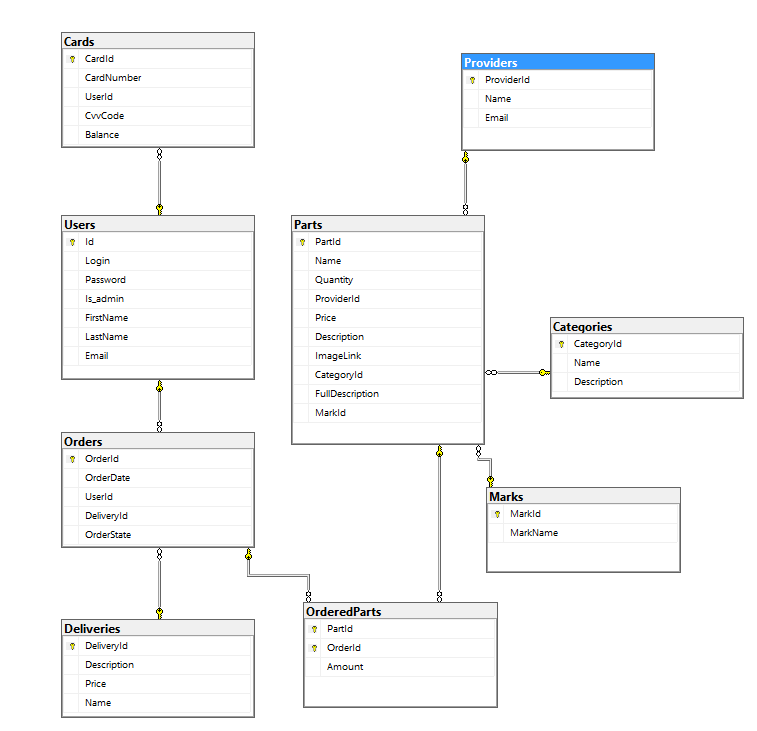 Cards
CardId
CardNumber
UserId
CvvCode
Balance
Providers
ProviderId
Name
Email
Users
Id
Login
Password
Is_admin
FirstName
LastName
Email
Parts
PartId
Name
Quantity
ProviderId
Price
Description
ImageLink
CategoryId
FullDescription
MarkId
Categories
CategoryId
Name
Description
Orders
OrderId
OrderDate
UserId
DeliveryId
OrderState
Marks
MarkId
MarkName
Deliveries
DeliveryId
Description
Price
Name
OrderedParts
PartId
OrderId
Amount